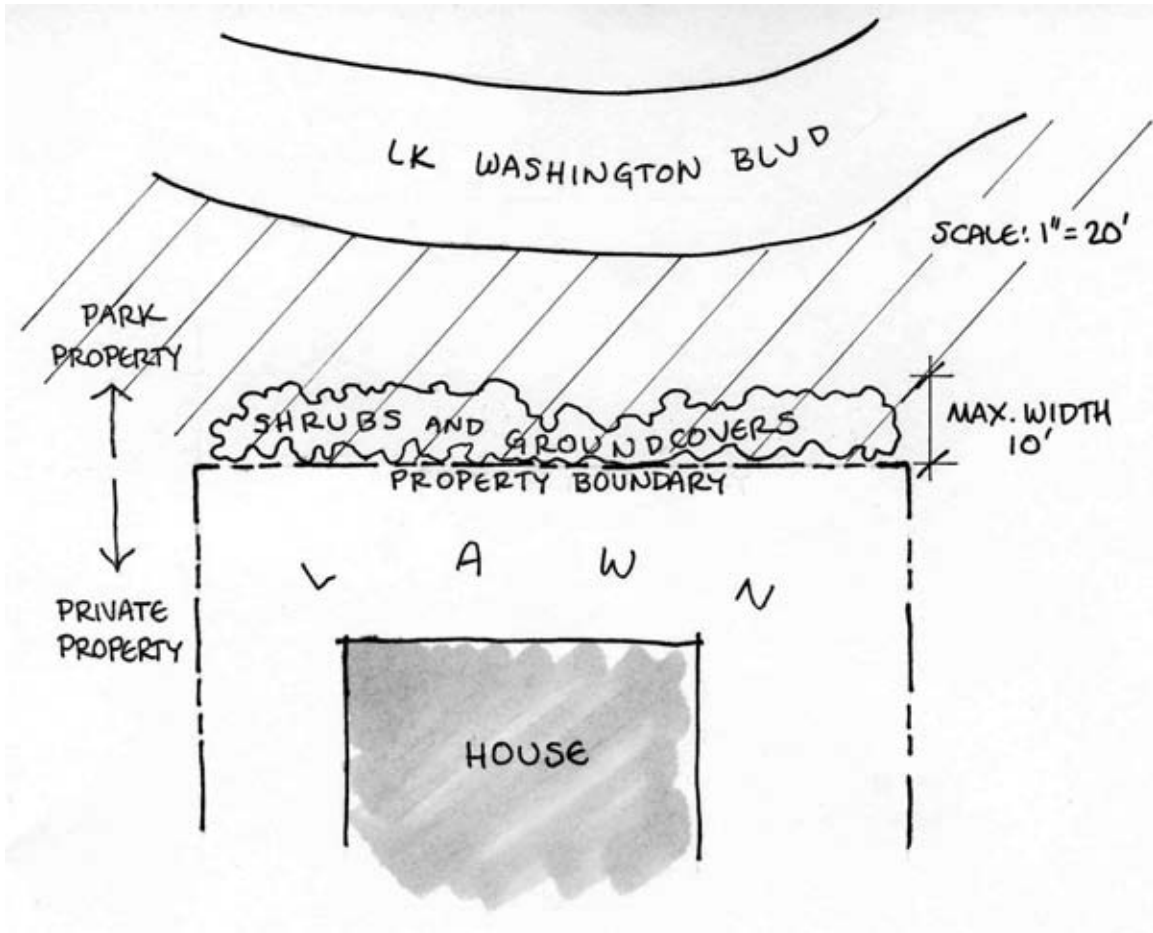 LK WASHINGTON BLVD
SCALE: 1" = 20'
PARK
PROPERTY
SHRUBS AND GROUNDCOVERS
MAX. WIDTH
10'
PROPERTY BOUNDARY
LAWN
PRIVATE
PROPERTY
HOUSE